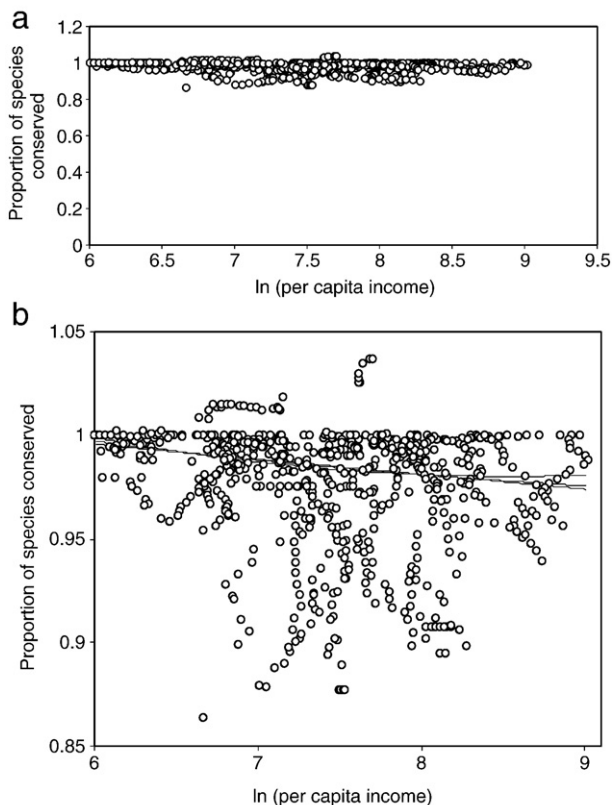 a
1.2
1
0.8
0.6
0.4
0.2
0
Proportion of species
conserved
6 6.5 7 7.5 8 8.5 9 9.5
ln (per capita income)
b
1.05
1
0.95
0.9
0.85
Proportion of species conserved
6 7 8 9
ln (per capita income)